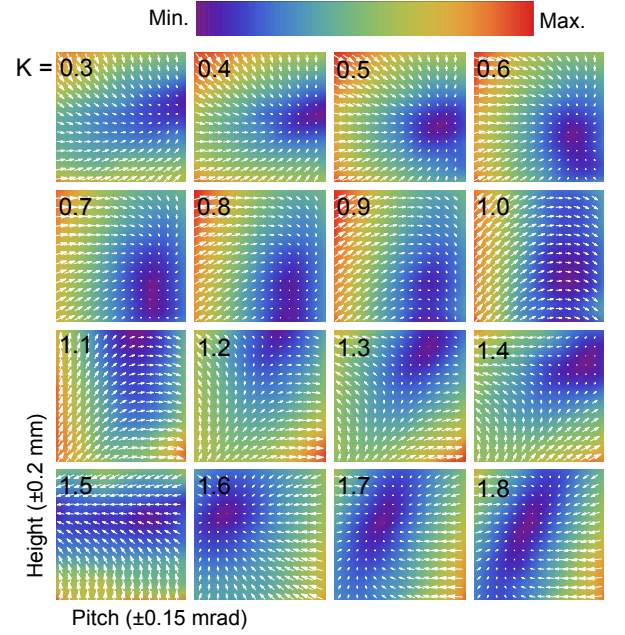 Min. Max.
K = 0.3 0.4 0.5 0.6
0.7 0.8 0.9 1.0
1.1 1.2 1.3 1.4
1.5 1.6 1.7 1.8
Height (±0.2 mm)
Pitch (±0.15 mrad)